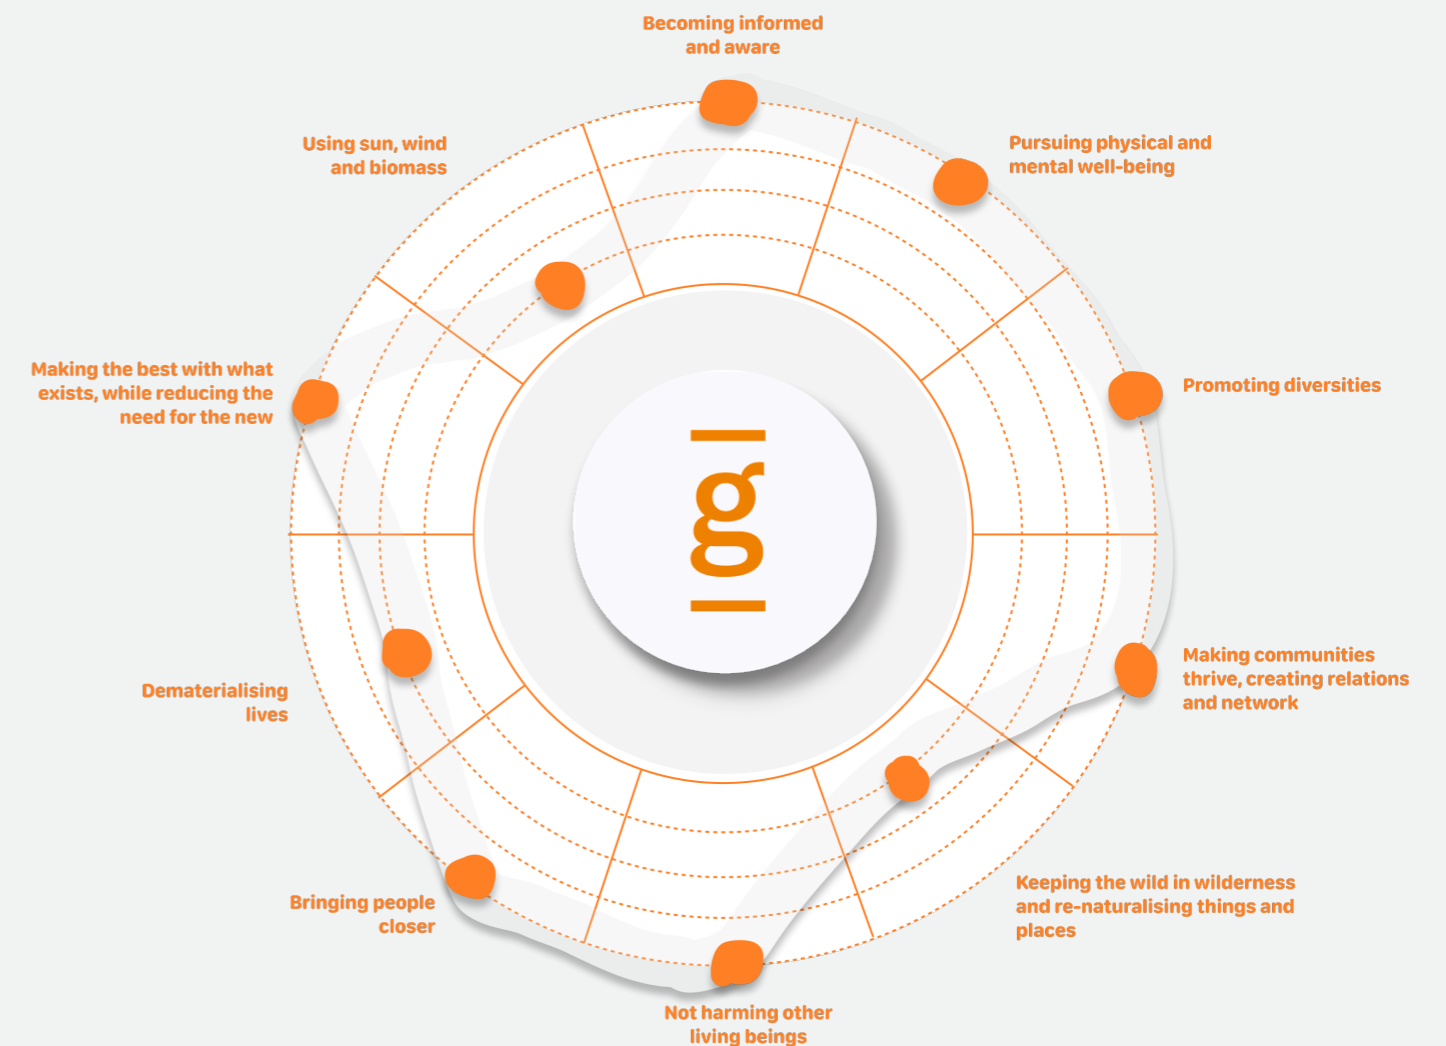 Becoming informed
and aware
Using sun, wind
and biomass
Pursuing physical and
mental well-being
Making the best with what
exists, while reducing the
need for the new
Promoting diversities
g
Making communities
thrive, creating relations
and network
Dematerialising
lives
Bringing people
closer
Keeping the wild in wilderness
and re-naturalising things and
places
Not harming other
living beings